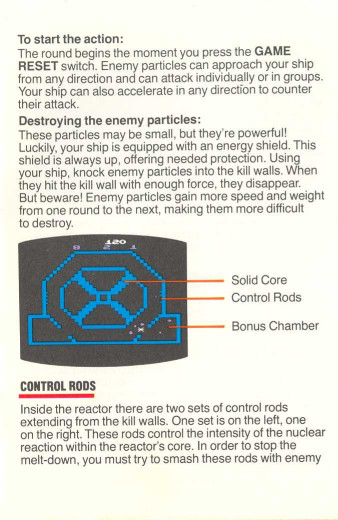 To start the action:
The round begins the moment you press the GAME
RESET switch. Enemy particles can approach your ship
from any direction and can attack individually or in groups.
Your ship can also accelerate in any direction to counter
their attack.
Destroying the enemy particles:
These particles may be small, but they're powerful!
Luckily, your ship is equipped with an energy shield. This
shield is always up, offering needed protection. Using
your ship, knock enemy particles into the kill walls. When
they hit the kill wall with enough force, they disappear.
But beware! Enemy particles gain more speed and weight
from one round to the next, making them more difficult
to destroy.
120
8 2 1
Solid Core
Control Rods
Bonus Chamber
CONTROL RODS
Inside the reactor there are two sets of control rods
extending from the kill walls. One set is on the left, one
on the right. These rods control the intensity of the nuclear
reaction within the reactor's core. In order to stop the
melt-down, you must try to smash these rods with enemy